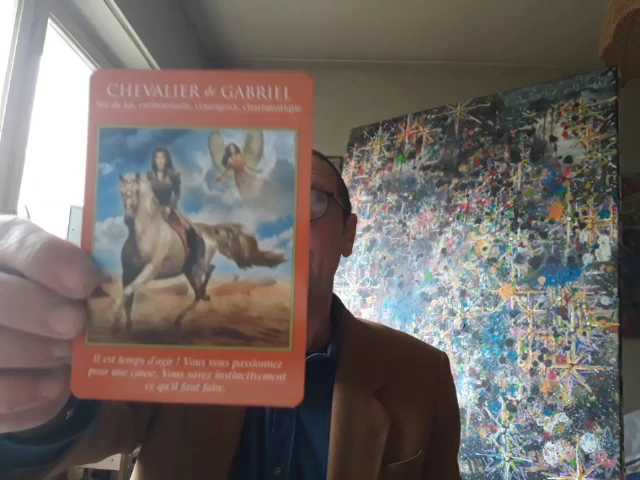 CHEVALIER de GABRIEL
Sûr de lui, enthousiaste, courageux, charismatique
Il est temps d'agir ! Vous vous passionnez
pour une cause. Vous savez instinctivement
ce qu'il faut faire.